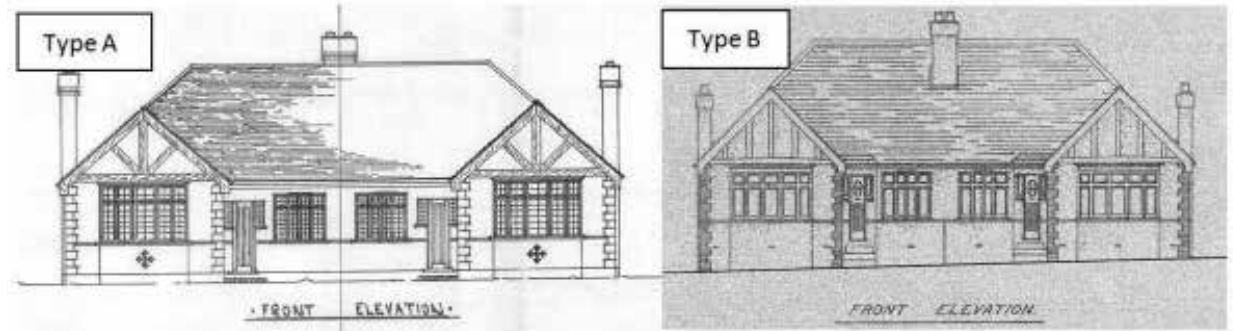 Type A
Type B
· FRONT ELEVATION ·
FRONT ELEVATION